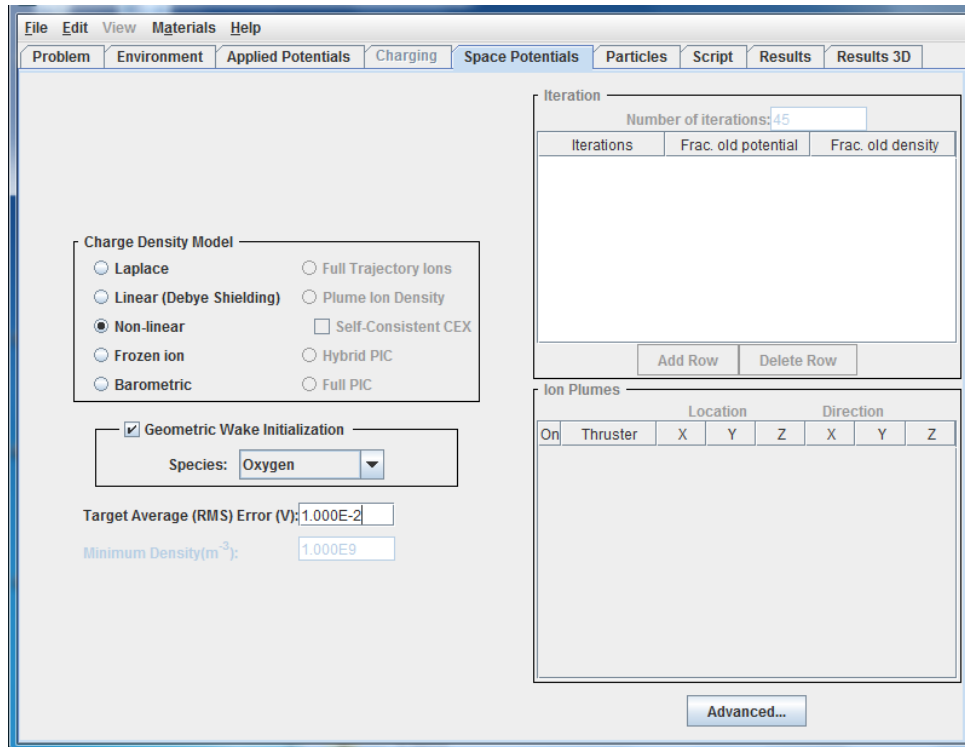 File Edit View Materials Help
Problem Environment Applied Potentials Charging Space Potentials Particles Script Results Results 3D
Charge Density Model
Laplace Full Trajectory Ions
Linear (Debye Shielding) Plume Ion Density
Non-linear Self-Consistent CEX
Frozen ion Hybrid PIC
Barometric Full PIC
Geometric Wake Initialization
Species: Oxygen
Target Average (RMS) Error (V): 1.000E-2
Minimum Density(m⁻³): 1.000E9
Iteration
Number of iterations: 45
Iterations Frac. old potential Frac. old density
Add Row Delete Row
Ion Plumes
Location Direction
On Thruster X Y Z X Y Z
Advanced...